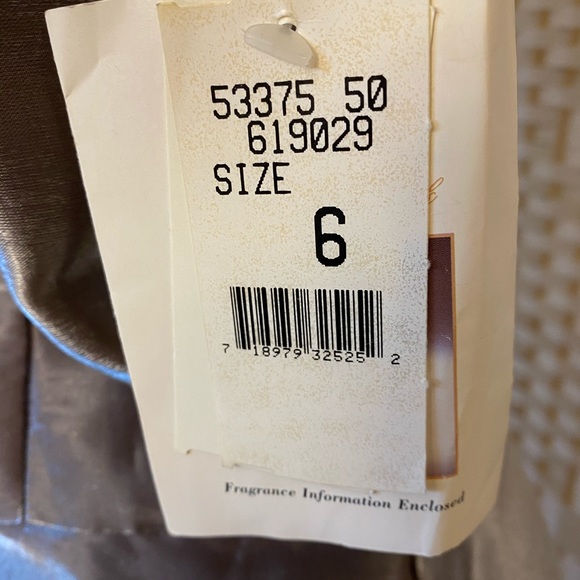 53375 50
619029
SIZE
6
7 18979 32525 2
Fragrance Information Enclosed